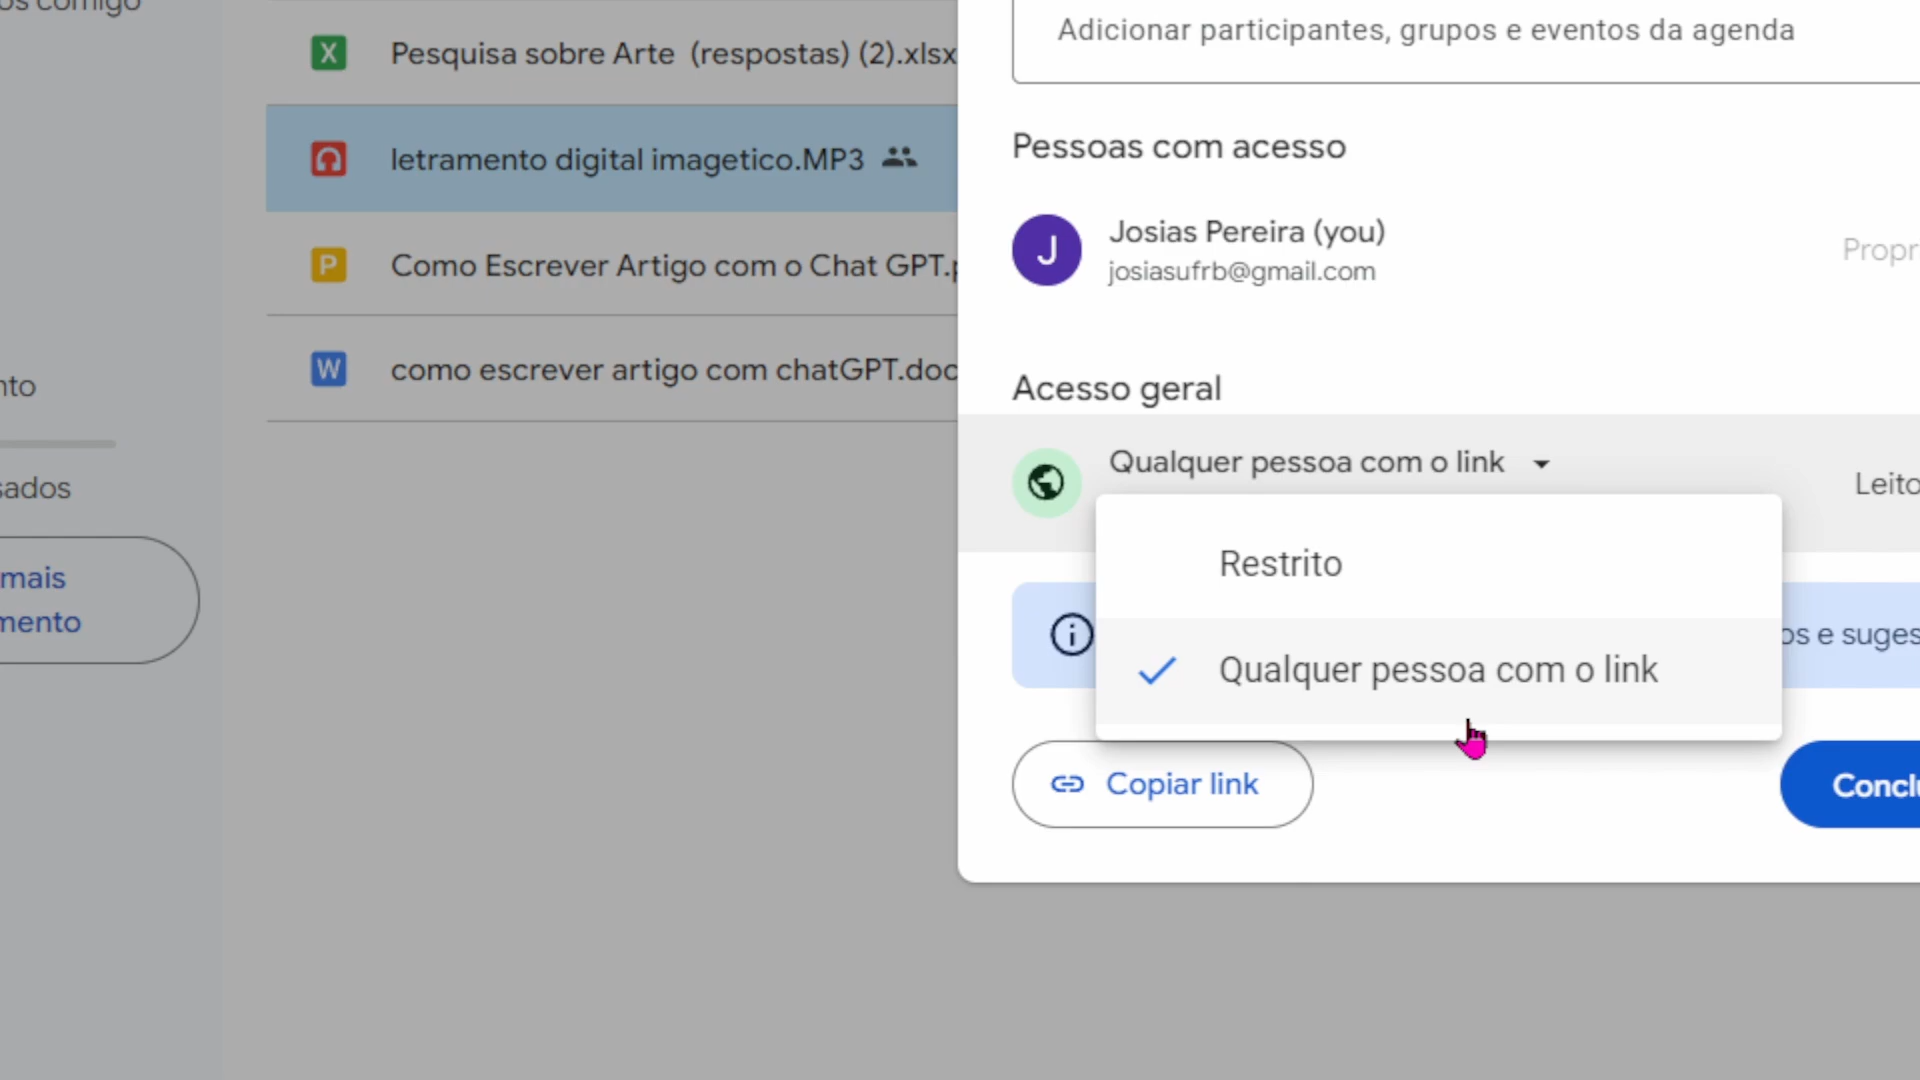 os comigo
Pesquisa sobre Arte (respostas) (2).xlsx
letramento digital imagetico.MP3
Como Escrever Artigo com o Chat GPT.p
como escrever artigo com chatGPT.doc
nto
sados
mais
mento
Adicionar participantes, grupos e eventos da agenda
Pessoas com acesso
J
Josias Pereira (you)
josiasufrb@gmail.com
Propr
Acesso geral
Qualquer pessoa com o link
Leito
Restrito
Qualquer pessoa com o link
os e suges
Copiar link
Conclu